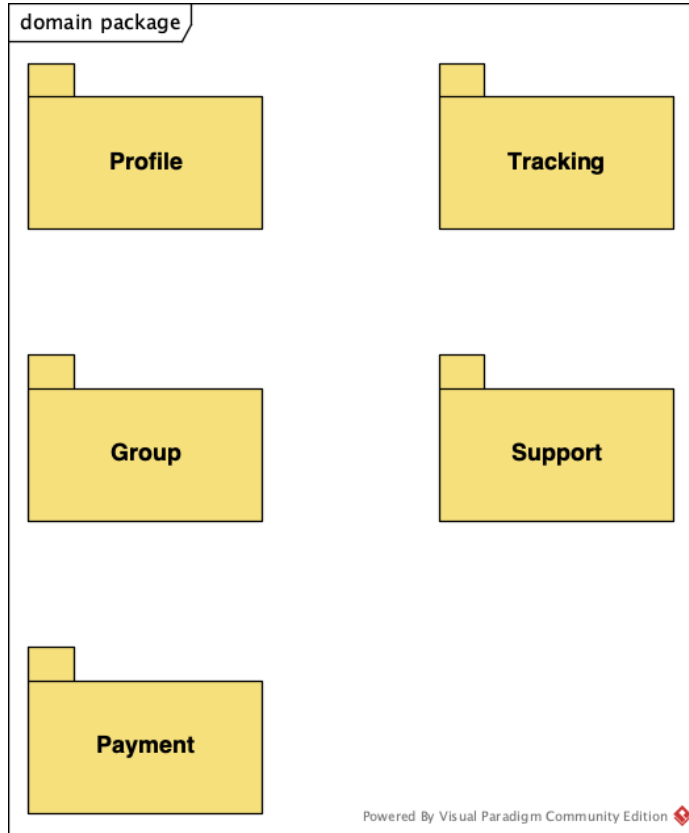 domain package
Profile
Tracking
Group
Support
Payment
Powered By Visual Paradigm Community Edition